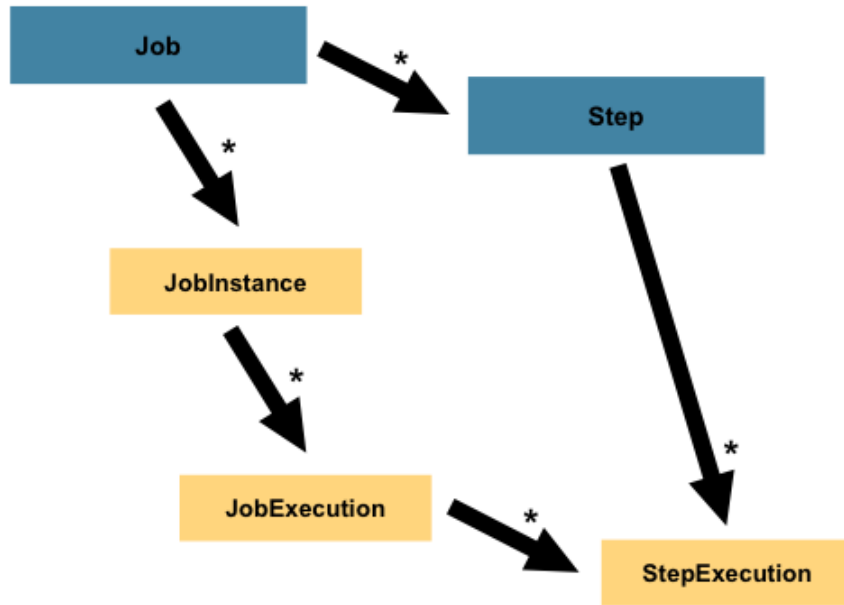 Job
*
Step
*
JobInstance
*
*
JobExecution
*
StepExecution